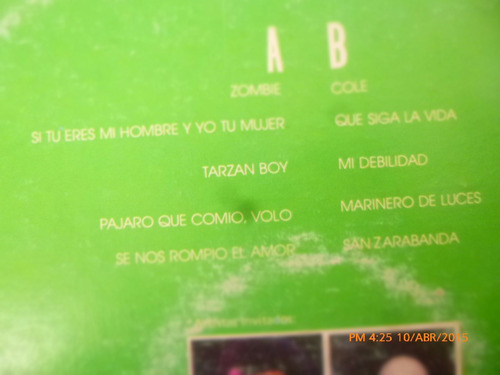 A B
ZOMBIE COLE
SI TU ERES MI HOMBRE Y YO TU MUJER QUE SIGA LA VIDA
TARZAN BOY MI DEBILIDAD
PAJARO QUE COMIO, VOLO MARINERO DE LUCES
SE NOS ROMPIO EL AMOR SAN ZARABANDA
PM 4:25 10/ABR/2015